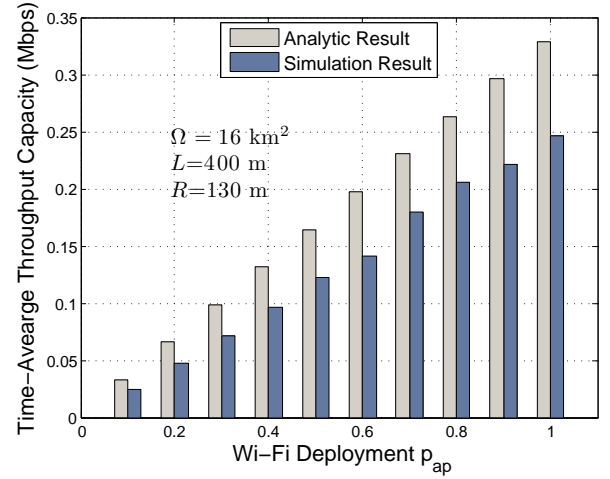 Time-Avearge Throughput Capacity (Mbps)
0.35
0.3
0.25
0.2
0.15
0.1
0.05
0
Analytic Result
Simulation Result
Ω = 16 km²
L=400 m
R=130 m
0 0.2 0.4 0.6 0.8 1
Wi-Fi Deployment p_ap